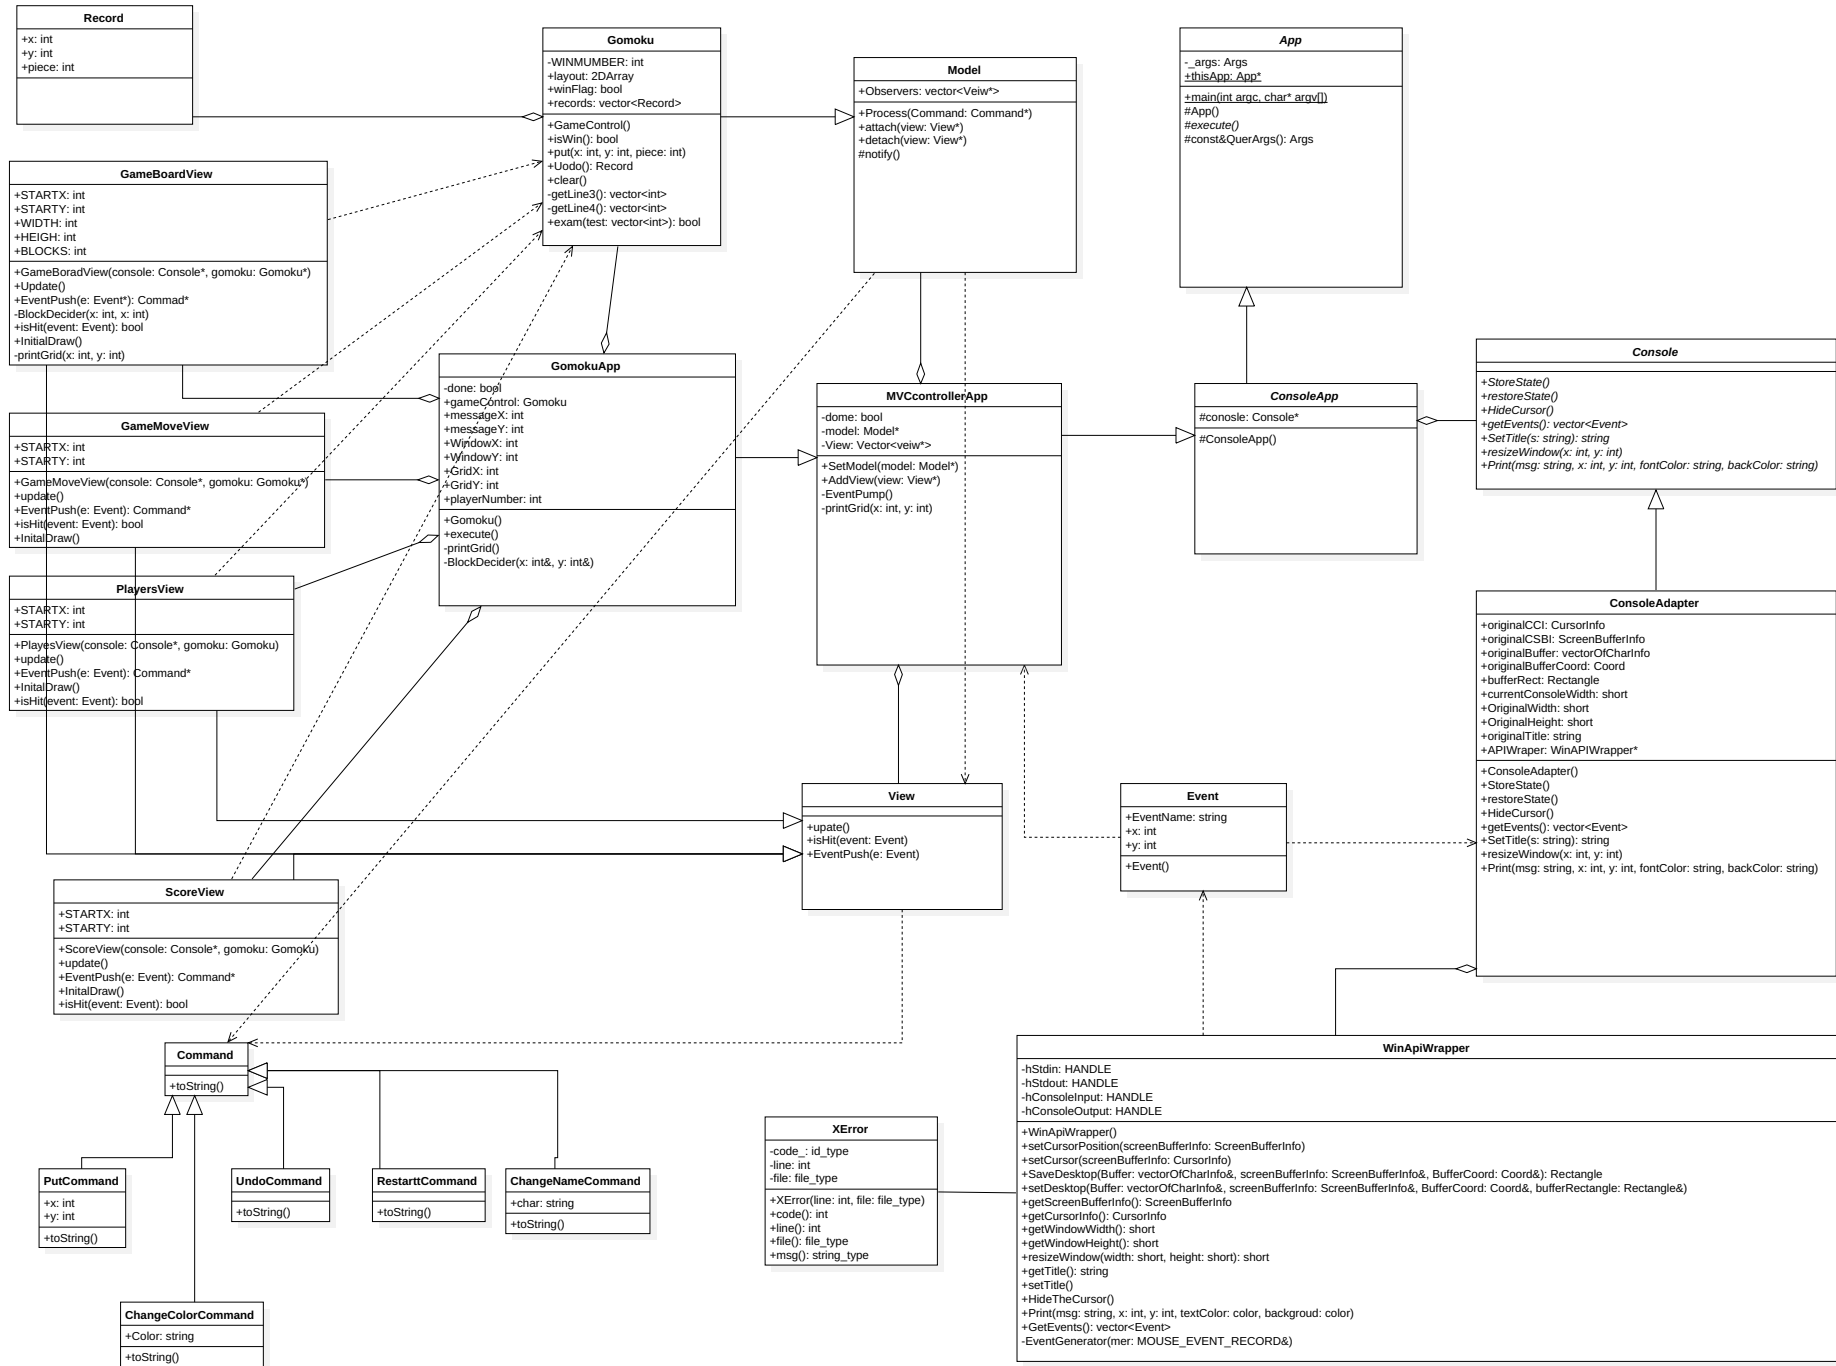 Record
+x: int
+y: int
+piece: int
Gomoku
-WINMUMBER: int
+layout: 2DArray
+winFlag: bool
+records: vector<Record>
+GameControl()
+isWin(): bool
+put(x: int, y: int, piece: int)
+Uodo(): Record
+clear()
-getLine3(): vector<int>
-getLine4(): vector<int>
+exam(test: vector<int>): bool
Model
+Observers: vector<Veiw*>
+Process(Command: Command*)
+attach(view: View*)
+detach(view: View*)
#notify()
App
-_args: Args
+thisApp: App*
+main(int argc, char* argv[])
#App()
#execute()
#const&QuerArgs(): Args
GameBoardView
+STARTX: int
+STARTY: int
+WIDTH: int
+HEIGH: int
+BLOCKS: int
+GameBoradView(console: Console*, gomoku: Gomoku*)
+Update()
+EventPush(e: Event*): Commad*
-BlockDecider(x: int, x: int)
+isHit(event: Event): bool
+InitialDraw()
-printGrid(x: int, y: int)
GomokuApp
-done: bool
+gameControl: Gomoku
+messageX: int
+messageY: int
+WindowX: int
+WindowY: int
+GridX: int
+GridY: int
+playerNumber: int
+Gomoku()
+execute()
-printGrid()
-BlockDecider(x: int&, y: int&)
MVCcontrollerApp
-dome: bool
-model: Model*
-View: Vector<veiw*>
+SetModel(model: Model*)
+AddView(view: View*)
-EventPump()
-printGrid(x: int, y: int)
ConsoleApp
#conosle: Console*
#ConsoleApp()
Console
+StoreState()
+restoreState()
+HideCursor()
+getEvents(): vector<Event>
+SetTitle(s: string): string
+resizeWindow(x: int, y: int)
+Print(msg: string, x: int, y: int, fontColor: string, backColor: string)
GameMoveView
+STARTX: int
+STARTY: int
+GameMoveView(console: Console*, gomoku: Gomoku*)
+update()
+EventPush(e: Event): Command*
+isHit(event: Event): bool
+InitalDraw()
PlayersView
+STARTX: int
+STARTY: int
+PlayesView(console: Console*, gomoku: Gomoku)
+update()
+EventPush(e: Event): Command*
+InitalDraw()
+isHit(event: Event): bool
ConsoleAdapter
+originalCCI: CursorInfo
+originalCSBI: ScreenBufferInfo
+originalBuffer: vectorOfCharInfo
+originalBufferCoord: Coord
+bufferRect: Rectangle
+currentConsoleWidth: short
+OriginalWidth: short
+OriginalHeight: short
+originalTitle: string
+APIWraper: WinAPIWrapper*
+ConsoleAdapter()
+StoreState()
+restoreState()
+HideCursor()
+getEvents(): vector<Event>
+SetTitle(s: string): string
+resizeWindow(x: int, y: int)
+Print(msg: string, x: int, y: int, fontColor: string, backColor: string)
View
+upate()
+isHit(event: Event)
+EventPush(e: Event)
Event
+EventName: string
+x: int
+y: int
+Event()
ScoreView
+STARTX: int
+STARTY: int
+ScoreView(console: Console*, gomoku: Gomoku)
+update()
+EventPush(e: Event): Command*
+InitalDraw()
+isHit(event: Event): bool
Command
+toString()
PutCommand
+x: int
+y: int
+toString()
UndoCommand
+toString()
RestarttCommand
+toString()
ChangeNameCommand
+char: string
+toString()
ChangeColorCommand
+Color: string
+toString()
XError
-code_: id_type
-line: int
-file: file_type
+XError(line: int, file: file_type)
+code(): int
+line(): int
+file(): file_type
+msg(): string_type
WinApiWrapper
-hStdin: HANDLE
-hStdout: HANDLE
-hConsoleInput: HANDLE
-hConsoleOutput: HANDLE
+WinApiWrapper()
+setCursorPosition(screenBufferInfo: ScreenBufferInfo)
+setCursor(screenBufferInfo: CursorInfo)
+SaveDesktop(Buffer: vectorOfCharInfo&, screenBufferInfo: ScreenBufferInfo&, BufferCoord: Coord&): Rectangle
+setDesktop(Buffer: vectorOfCharInfo&, screenBufferInfo: ScreenBufferInfo&, BufferCoord: Coord&, bufferRectangle: Rectangle&)
+getScreenBufferInfo(): ScreenBufferInfo
+getCursorInfo(): CursorInfo
+getWindowWidth(): short
+getWindowHeight(): short
+resizeWindow(width: short, height: short): short
+getTitle(): string
+setTitle()
+HideTheCursor()
+Print(msg: string, x: int, y: int, textColor: color, backgroud: color)
+GetEvents(): vector<Event>
-EventGenerator(mer: MOUSE_EVENT_RECORD&)